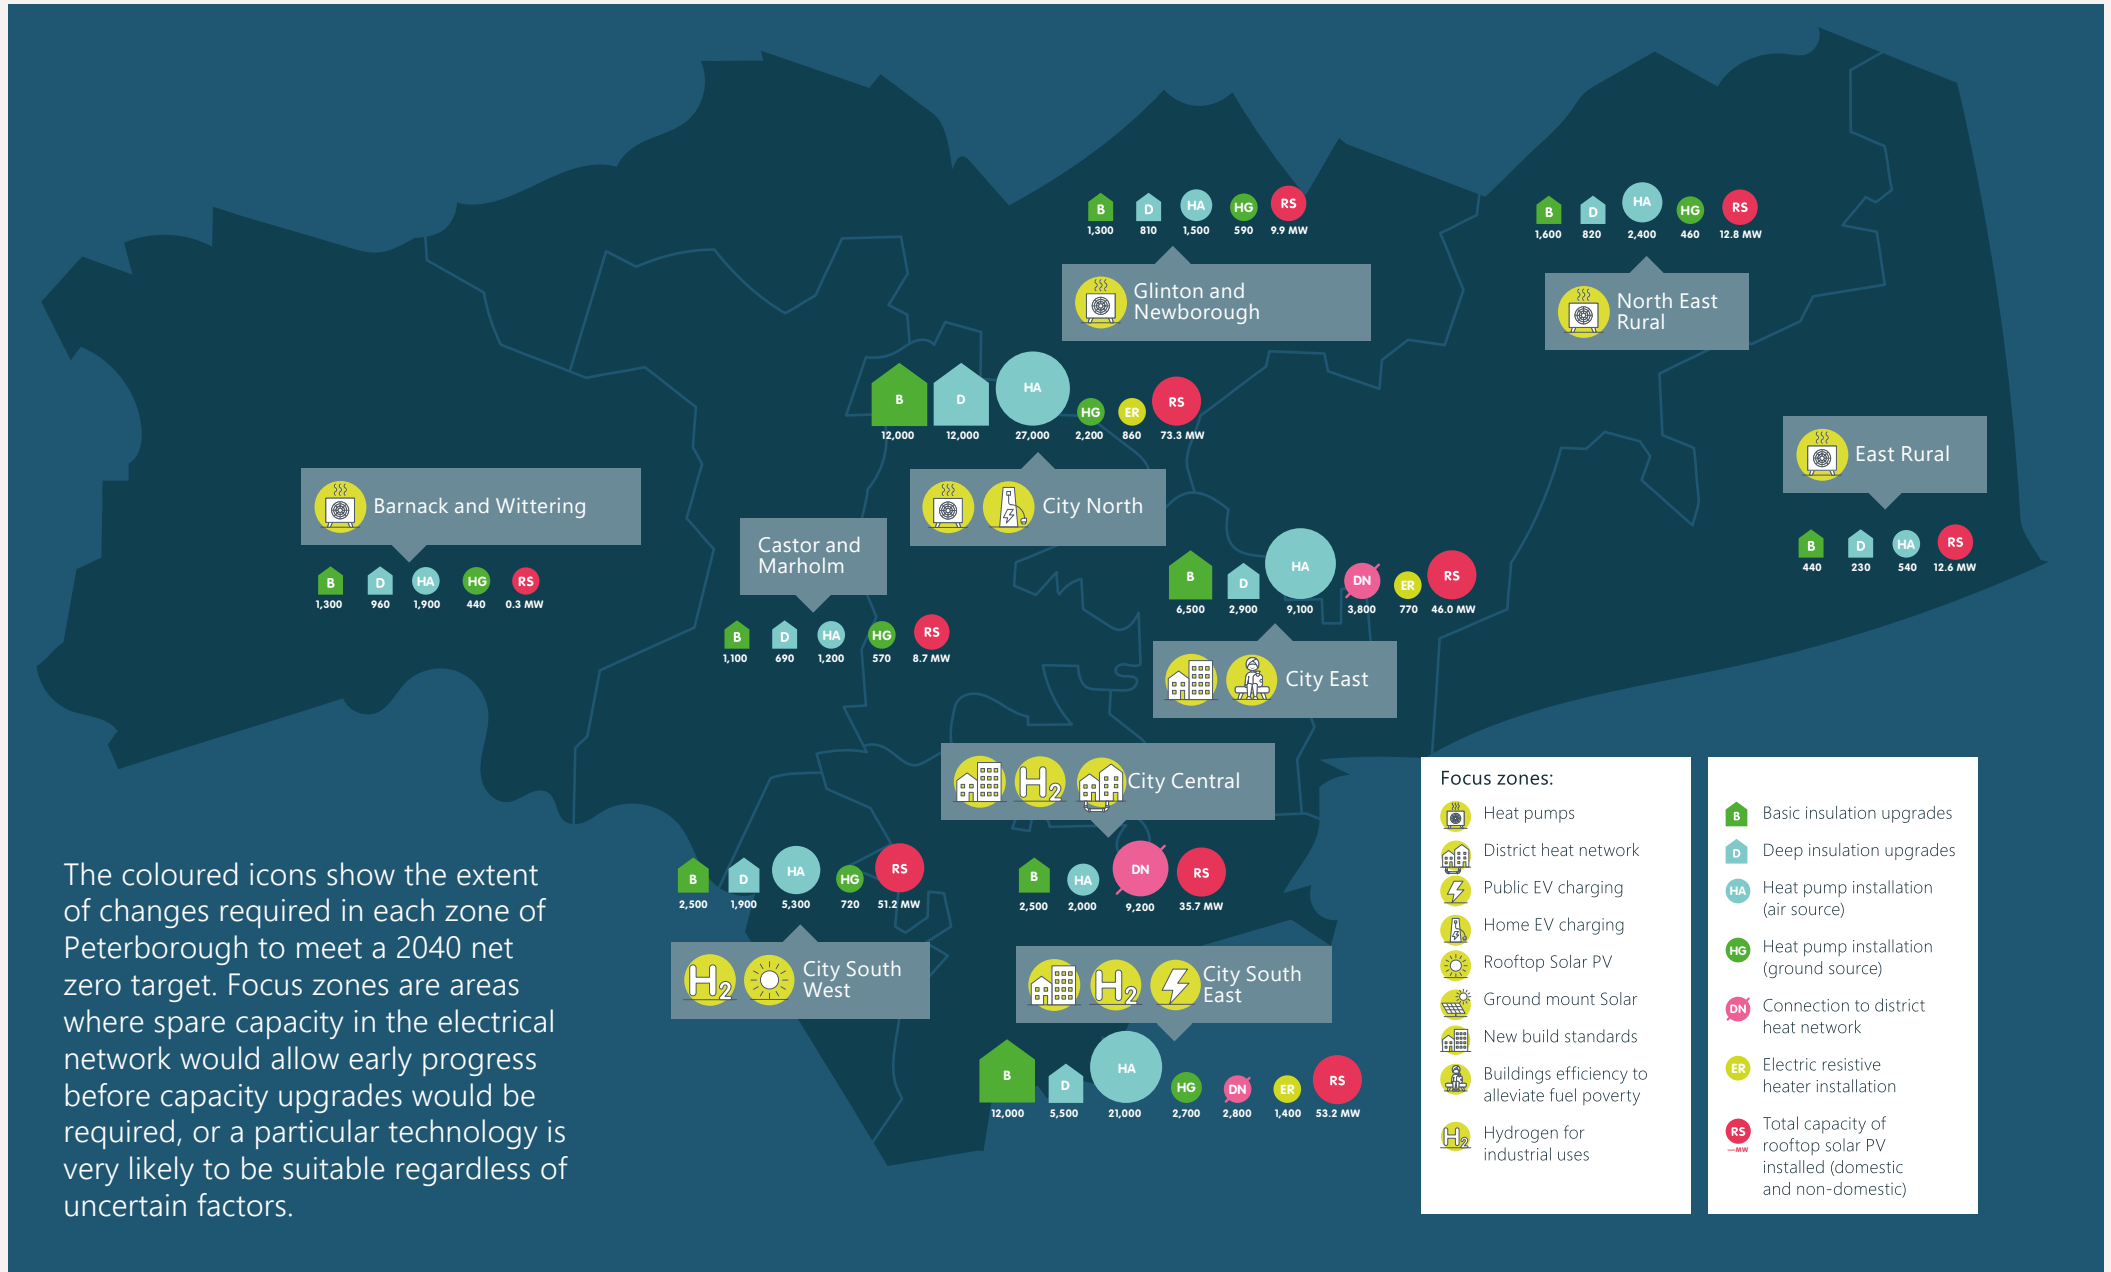 B D HA HG RS
1,300 810 1,500 590 9.9 MW
Glinton and
Newborough
B D HA HG RS
1,600 820 2,400 460 12.8 MW
North East
Rural
B D HA HG ER RS
12,000 12,000 27,000 2,200 860 73.3 MW
City North
East Rural
B D HA RS
440 230 540 12.6 MW
Barnack and Wittering
B D HA HG RS
1,300 960 1,900 440 0.3 MW
Castor and
Marholm
B D HA HG RS
1,100 690 1,200 570 8.7 MW
B D HA DN ER RS
6,500 2,900 9,100 3,800 770 46.0 MW
City East
H2 City Central
B HA DN RS
2,500 2,000 9,200 35.7 MW
B D HA HG RS
2,500 1,900 5,300 720 51.2 MW
H2 City South
West
H2 City South
East
B D HA HG DN ER RS
12,000 5,500 21,000 2,700 2,800 1,400 53.2 MW
The coloured icons show the extent
of changes required in each zone of
Peterborough to meet a 2040 net
zero target. Focus zones are areas
where spare capacity in the electrical
network would allow early progress
before capacity upgrades would be
required, or a particular technology is
very likely to be suitable regardless of
uncertain factors.
Focus zones:
Heat pumps
District heat network
Public EV charging
Home EV charging
Rooftop Solar PV
Ground mount Solar
New build standards
Buildings efficiency to
alleviate fuel poverty
H2 Hydrogen for
industrial uses
B Basic insulation upgrades
D Deep insulation upgrades
HA Heat pump installation
(air source)
HG Heat pump installation
(ground source)
DN Connection to district
heat network
ER Electric resistive
heater installation
RS Total capacity of
—MW rooftop solar PV
installed (domestic
and non-domestic)